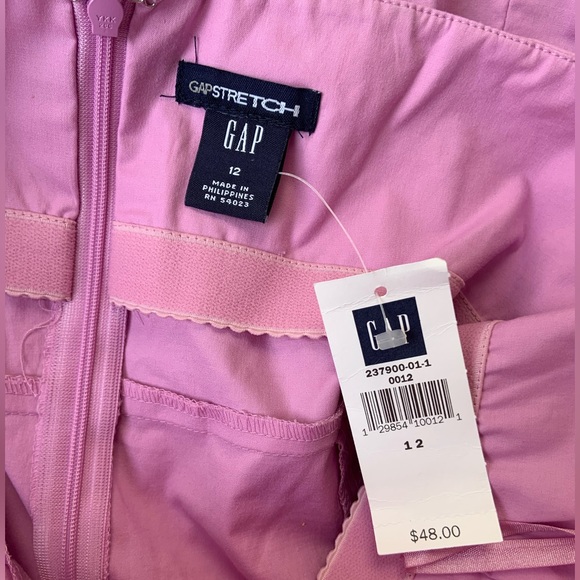 YKK
GAPSTRETCH
GAP
12
MADE IN
PHILIPPINES
RN 54023
GAP
237900-01-1
0012
1 29854 10012 1
12
$48.00